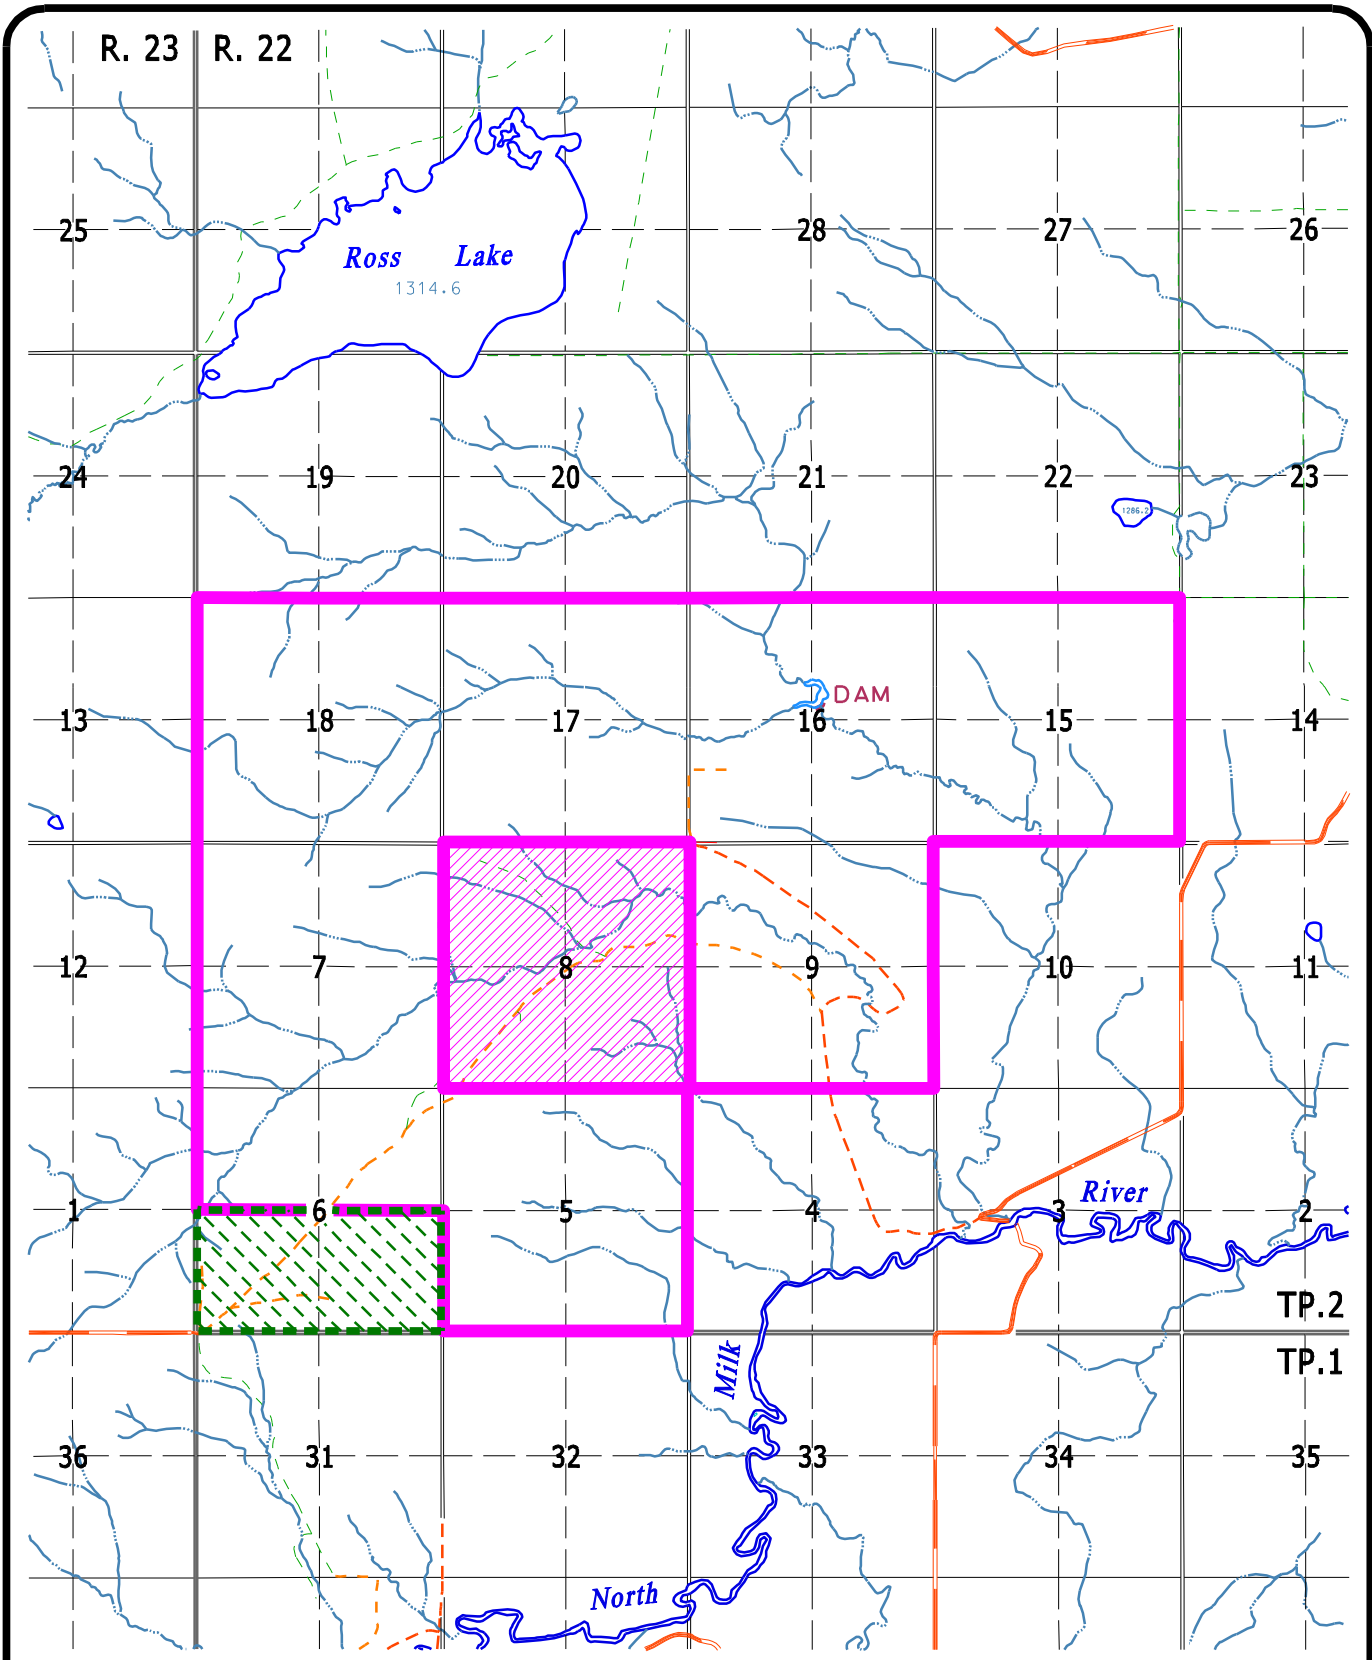 R. 23 R. 22
25 28 27 26
Ross Lake
1314.6
24 19 20 21 22 23
1286.2
DAM
13 18 17 16 15 14
12 7 8 9 10 11
River
1 6 5 4 3 2
TP.2
TP.1
Milk
36 31 32 33 34 35
North